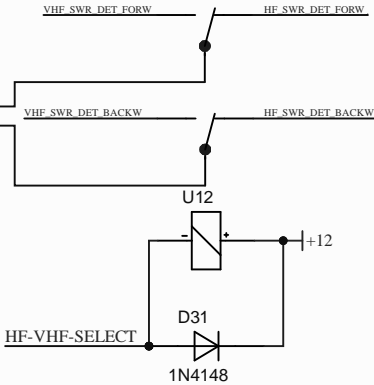 VHF_SWR_DET_FORW HF_SWR_DET_FORW
VHF_SWR_DET_BACKW HF_SWR_DET_BACKW
U12
- + +12
D31
HF-VHF-SELECT
1N4148